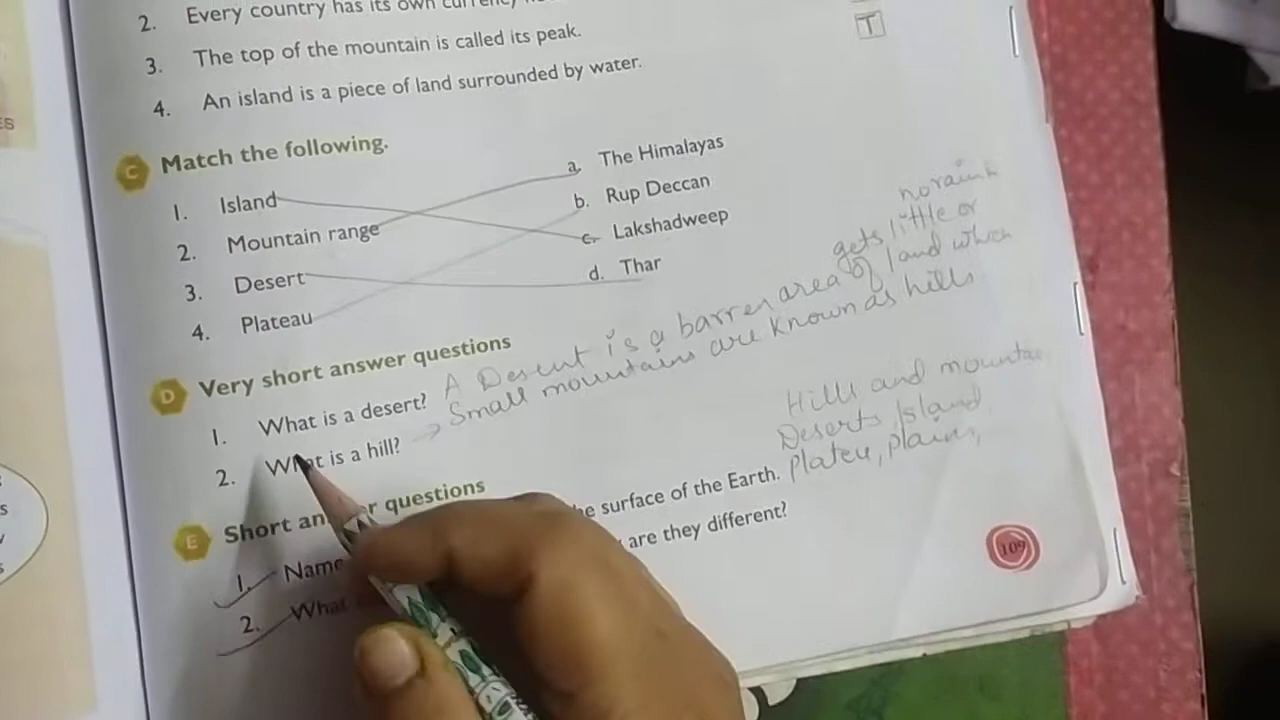 2. Every country has its own currency
3. The top of the mountain is called its peak.
T
4. An island is a piece of land surrounded by water.
ES
C Match the following.
1. Island
a. The Himalayas
2. Mountain range
b. Rup Deccan
3. Desert
c. Lakshadweep
4. Plateau
d. Thar
D Very short answer questions
1. What is a desert? A Desert is a barren area of land which
gets little or
2. What is a hill? → Small mountains are known as hills
E Short answer questions
1. Name
he surface of the Earth.
Hills and
Deserts, Island,
Plateu, plains,
2. What
are they different?
109